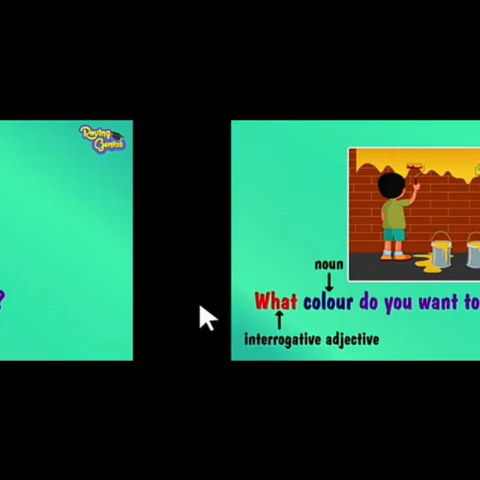 Roving
Genius
?
noun
What colour do you want to
interrogative adjective